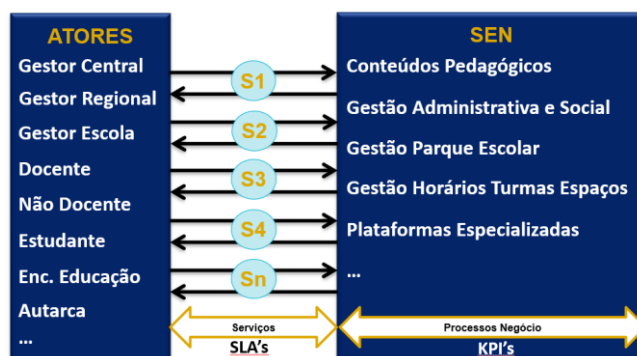 ATORES
Gestor Central
Gestor Regional
Gestor Escola
Docente
Não Docente
Estudante
Enc. Educação
Autarca
...
S1
S2
S3
S4
Sn
Serviços
SLA's
SEN
Conteúdos Pedagógicos
Gestão Administrativa e Social
Gestão Parque Escolar
Gestão Horários Turmas Espaços
Plataformas Especializadas
...
Processos Negócio
KPI's